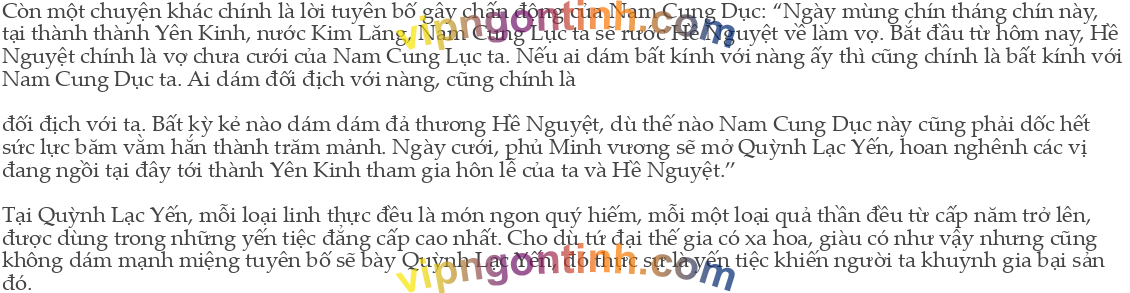 Còn một chuyện khác chính là lời tuyên bố gây chấn động của Nam Cung Dục: “Ngày mùng chín tháng chín này,
tại thành thành Yên Kinh, nước Kim Lăng, Nam Cung Lục ta sẽ rước Hề Nguyệt về làm vợ. Bắt đầu từ hôm nay, Hề
Nguyệt chính là vợ chưa cưới của Nam Cung Lục ta. Nếu ai dám bất kính với nàng ấy thì cũng chính là bất kính với
Nam Cung Dục ta. Ai dám đối địch với nàng, cũng chính là
đối địch với ta. Bất kỳ kẻ nào dám dám đả thương Hề Nguyệt, dù thế nào Nam Cung Dục này cũng phải dốc hết
sức lực băm vằm hắn thành trăm mảnh. Ngày cưới, phủ Minh vương sẽ mở Quỳnh Lạc Yến, hoan nghênh các vị
đang ngồi tại đây tới thành Yên Kinh tham gia hôn lễ của ta và Hề Nguyệt.”
Tại Quỳnh Lạc Yến, mỗi loại linh thực đều là món ngon quý hiếm, mỗi một loại quả thần đều từ cấp năm trở lên,
được dùng trong những yến tiệc đẳng cấp cao nhất. Cho dù tứ đại thế gia có xa hoa, giàu có như vậy nhưng cũng
không dám mạnh miệng tuyên bố sẽ bày Quỳnh Lạc Yến, đó thực sự là yến tiệc khiến người ta khuynh gia bại sản
đó.
vipngontinh.com
vipngontinh.com